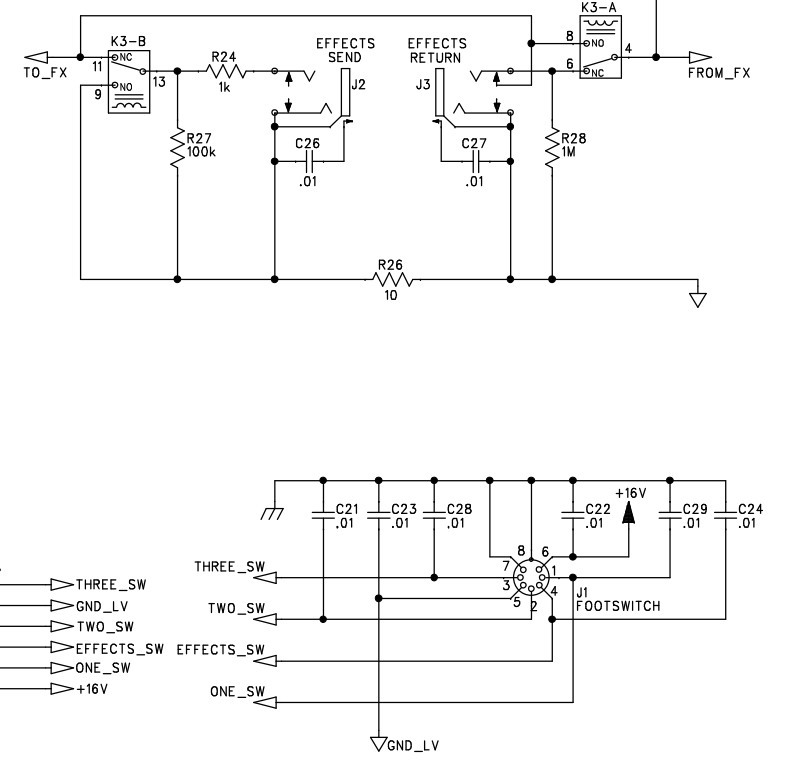 K3-A
8
NO
4
6
NC
FROM_FX
K3-B
NC
11
TO_FX
13
NO
9
R24
1k
EFFECTS
SEND
J2
EFFECTS
RETURN
J3
R27
100k
C26
.01
C27
.01
R28
1M
R26
10
+16V
C21
.01
C23
.01
C28
.01
C22
.01
C29
.01
C24
.01
8
6
7
1
3
4
5
2
J1
FOOTSWITCH
THREE_SW
TWO_SW
EFFECTS_SW
ONE_SW
GND_LV
THREE_SW
GND_LV
TWO_SW
EFFECTS_SW
ONE_SW
+16V